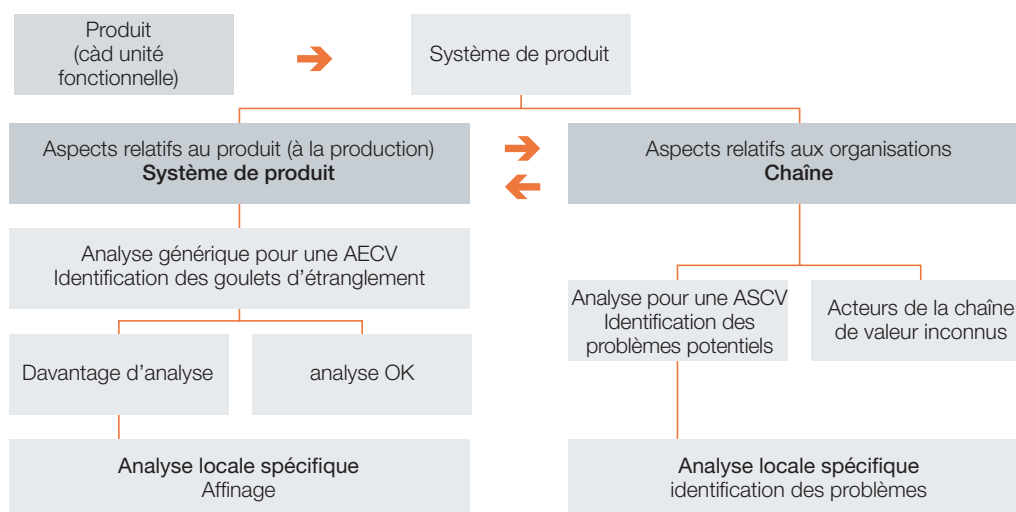 Produit
(càd unité
fonctionnelle)
Système de produit
Aspects relatifs au produit (à la production)
Système de produit
Aspects relatifs aux organisations
Chaîne
Analyse générique pour une AECV
Identification des goulets d'étranglement
Analyse pour une ASCV
Identification des
problèmes potentiels
Acteurs de la chaîne
de valeur inconnus
Davantage d'analyse
analyse OK
Analyse locale spécifique
Affinage
Analyse locale spécifique
identification des problèmes